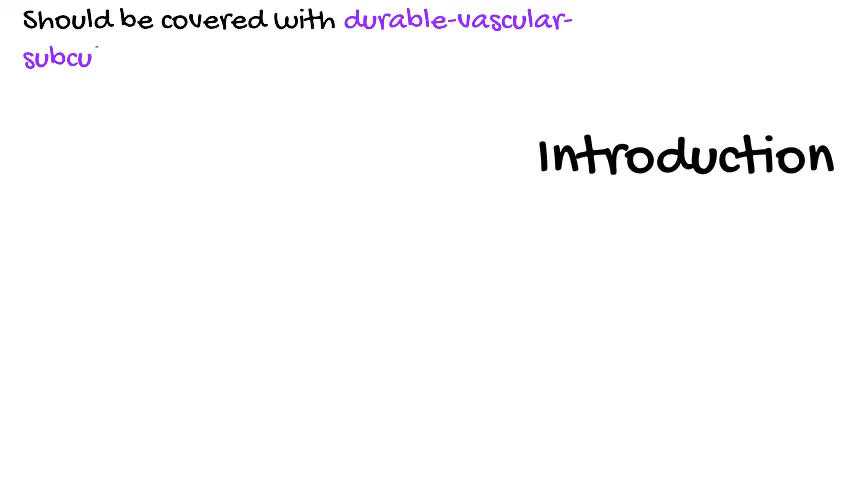 Should be covered with durable-vascular-
subcu
Introduction